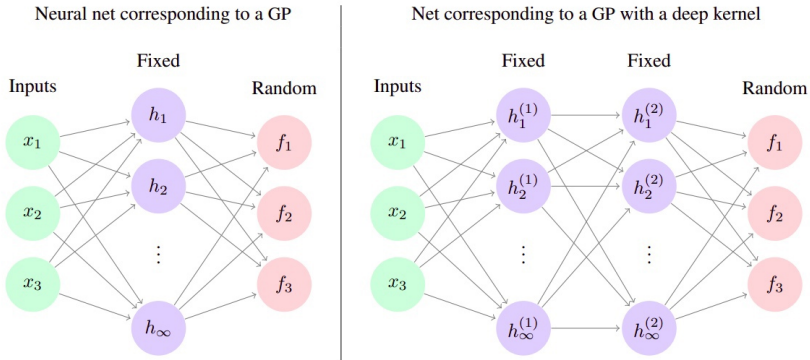 Neural net corresponding to a GP
Fixed
Inputs
Random
h₁
x₁
f₁
h₂
x₂
f₂
⋮
x₃
f₃
h∞
Net corresponding to a GP with a deep kernel
Fixed Fixed
Inputs
Random
h₁⁽¹⁾ h₁⁽²⁾
x₁
f₁
h₂⁽¹⁾ h₂⁽²⁾
x₂
f₂
⋮ ⋮
x₃
f₃
h∞⁽¹⁾ h∞⁽²⁾